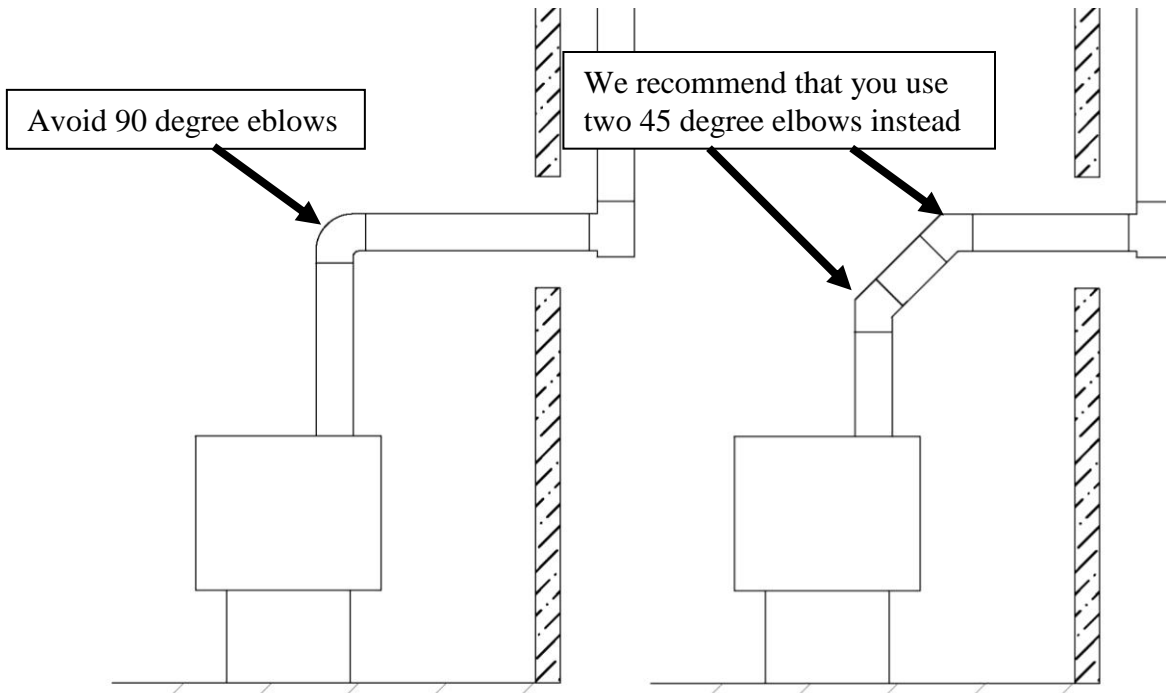 Avoid 90 degree eblows
We recommend that you use
two 45 degree elbows instead